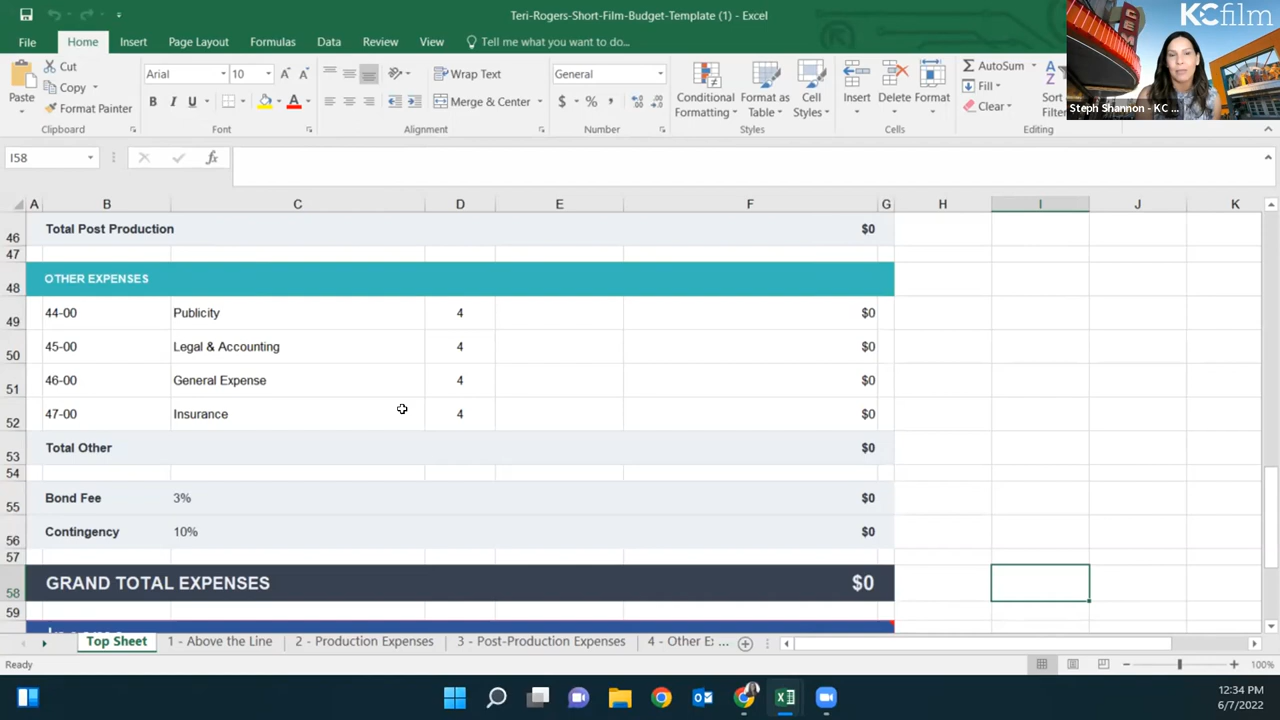 Teri-Rogers-Short-Film-Budget-Template (1) - Excel
KCfilm
CEM
Steph Shannon - KC ...
File Home Insert Page Layout Formulas Data Review View Tell me what you want to do...
Paste
Cut
Copy
Format Painter
Clipboard
Arial 10
B I U
Font
Wrap Text
Merge & Center
Alignment
General
$ % ,
Number
Conditional Formatting
Format as Table
Cell Styles
Styles
Insert Delete Format
Cells
AutoSum
Fill
Clear
Sort
Editing
I58
fx
A B C D E F G H I J K
46 Total Post Production $0
47
48 OTHER EXPENSES
49 44-00 Publicity 4 $0
50 45-00 Legal & Accounting 4 $0
51 46-00 General Expense 4 $0
52 47-00 Insurance 4 $0
53 Total Other $0
54
55 Bond Fee 3% $0
56 Contingency 10% $0
57
58 GRAND TOTAL EXPENSES $0
59
Top Sheet 1 - Above the Line 2 - Production Expenses 3 - Post-Production Expenses 4 - Other E: ...
Ready 100%
12:34 PM
6/7/2022